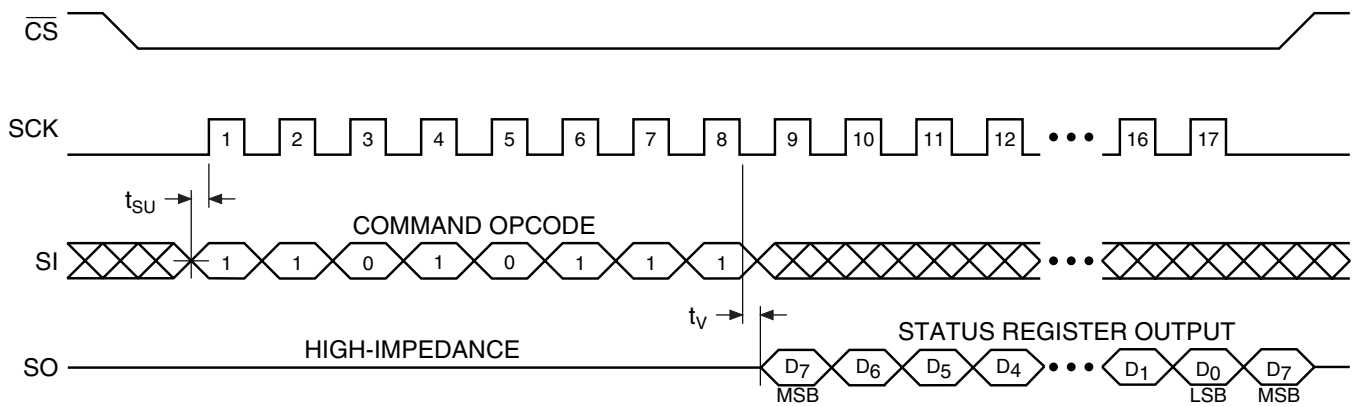 CS
SCK
1 2 3 4 5 6 7 8 9 10 11 12 ••• 16 17
tSU
COMMAND OPCODE
SI
1 1 0 1 0 1 1 1 •••
tV
STATUS REGISTER OUTPUT
HIGH-IMPEDANCE
SO
D7 D6 D5 D4 ••• D1 D0 D7
MSB LSB MSB